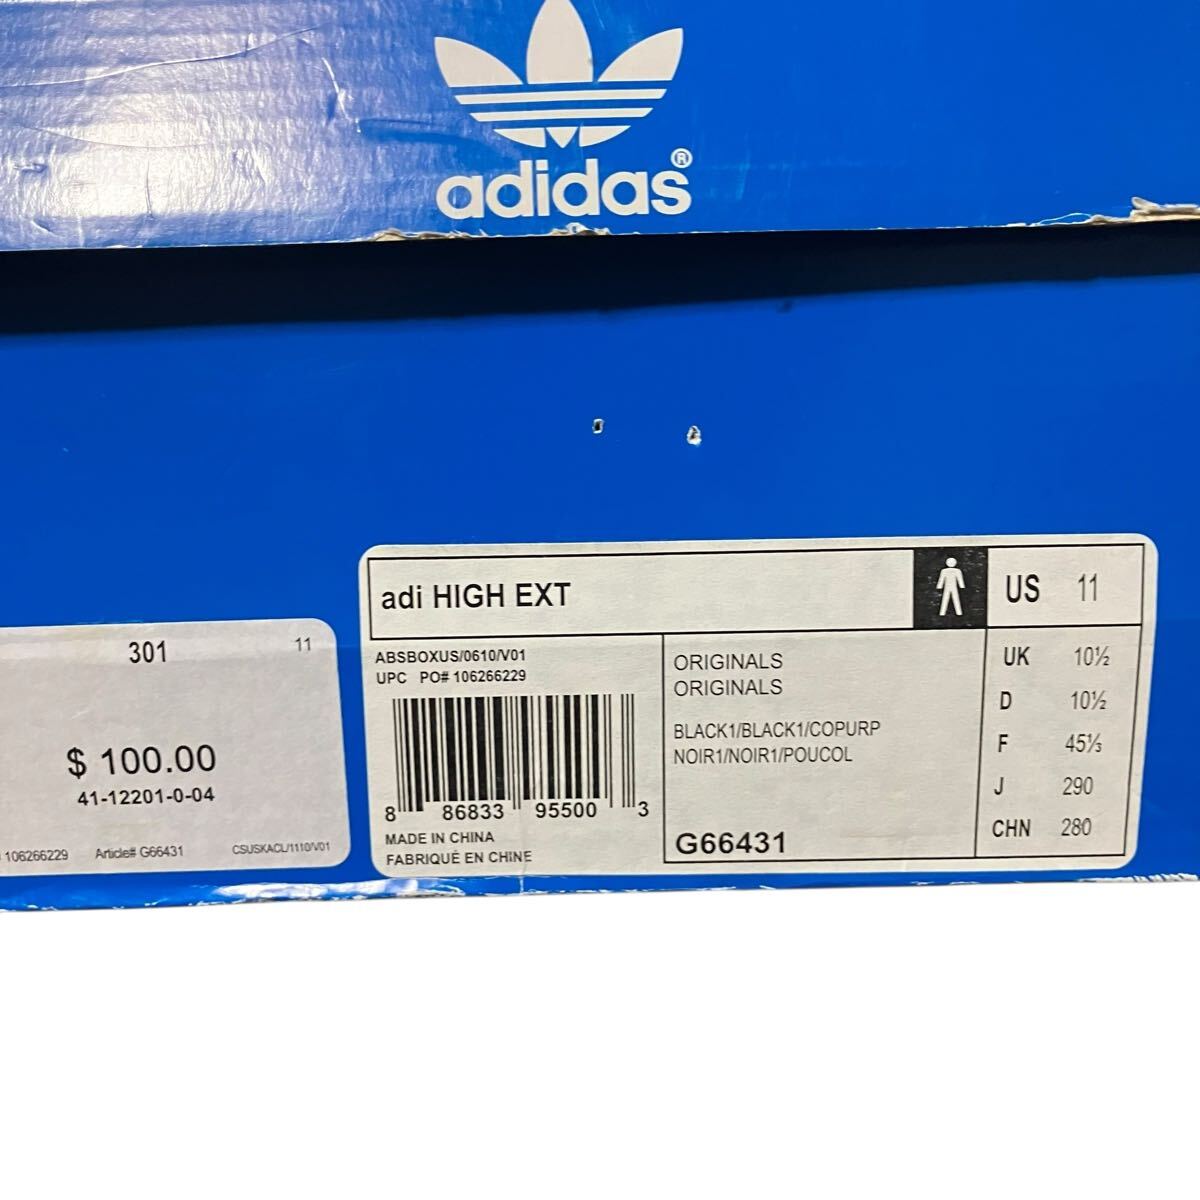 adidas®
301 11
$ 100.00
41-12201-0-04
106266229 Article# G66431 CSUSKACL/1110/V01
adi HIGH EXT
ABSBOXUS/0610/V01
UPC PO# 106266229
8 86833 95500 3
MADE IN CHINA
FABRIQUÉ EN CHINE
ORIGINALS
ORIGINALS
BLACK1/BLACK1/COPURP
NOIR1/NOIR1/POUCOL
G66431
US 11
UK 10½
D 10½
F 45⅓
J 290
CHN 280